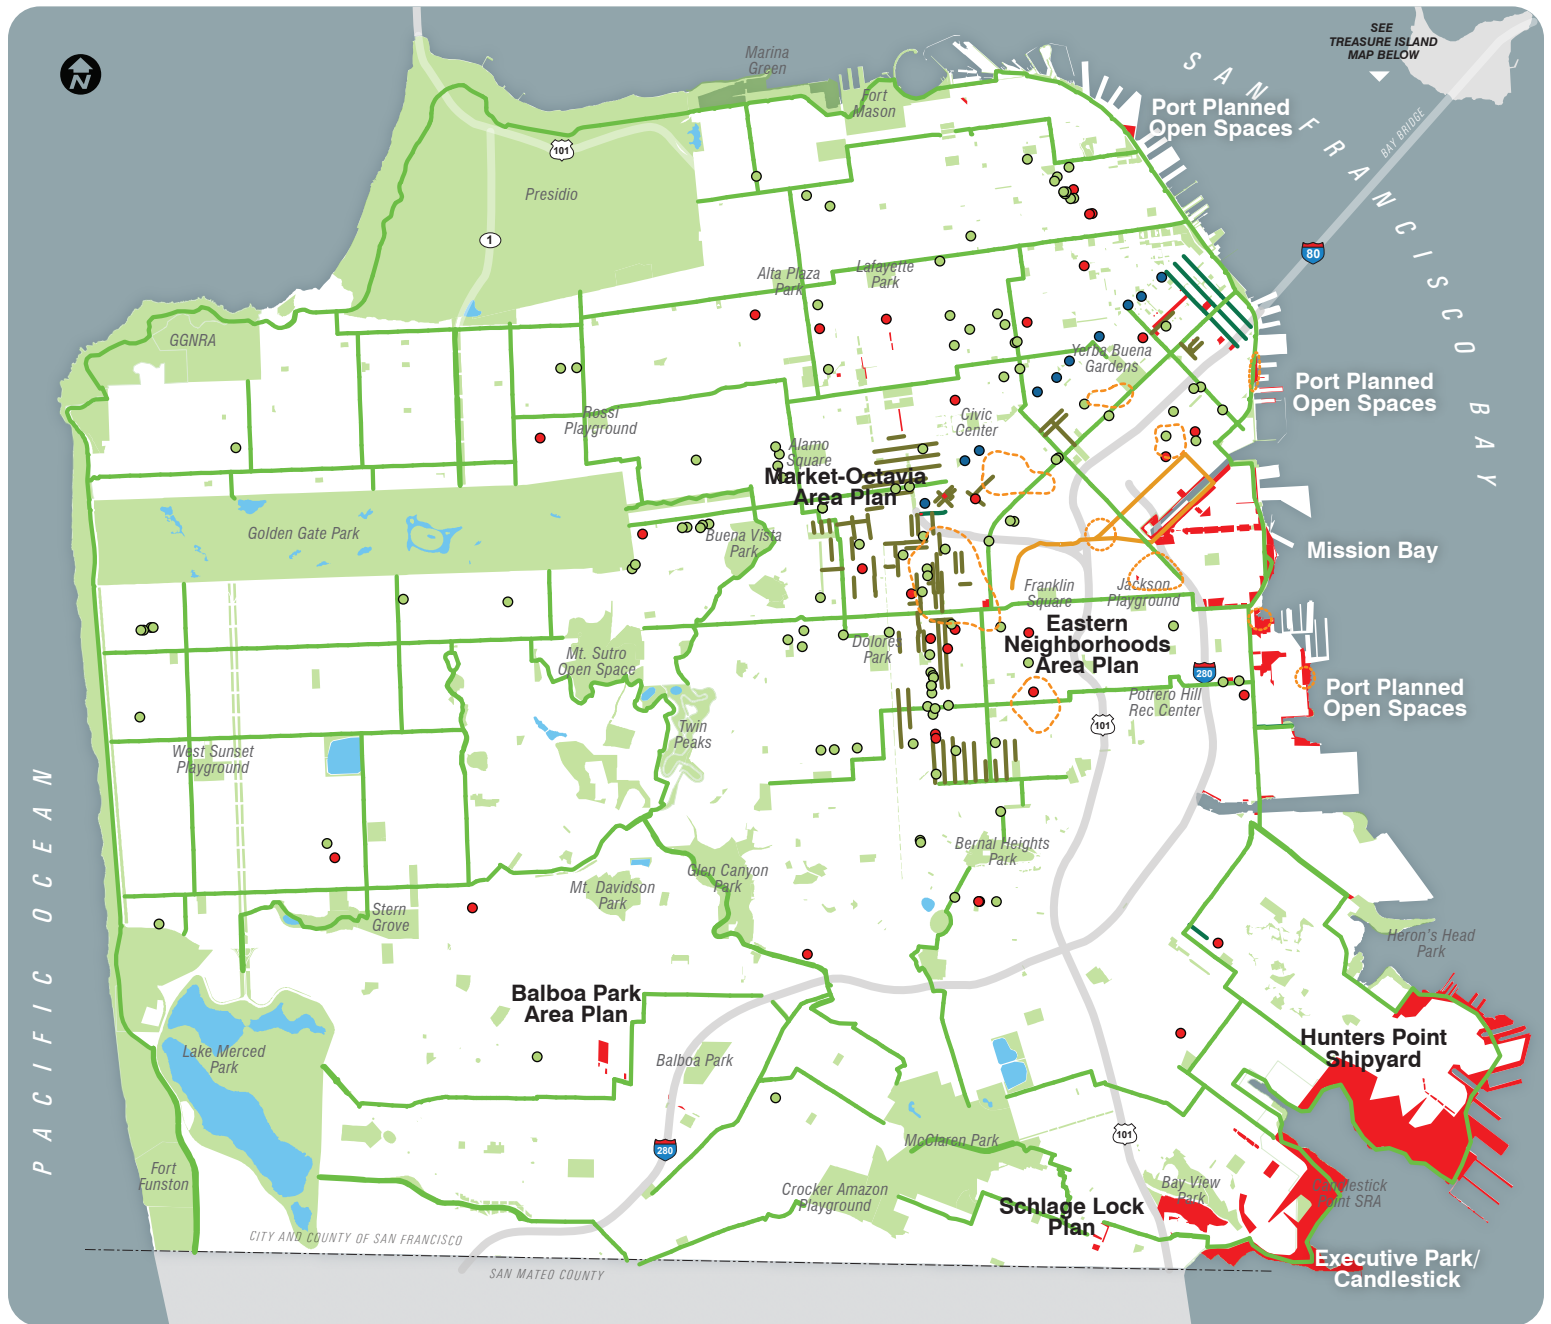 SEE
TREASURE ISLAND
MAP BELOW
N
Marina
Green
Fort
Mason
SAN FRANCISCO BAY
Port Planned
Open Spaces
BAY BRIDGE
101
Presidio
1
80
Alta Plaza
Park
Lafayette
Park
GGNRA
Yerba Buena
Gardens
Port Planned
Open Spaces
Rossi
Playground
Civic
Center
Alamo
Square
Market-Octavia
Area Plan
Golden Gate Park
Buena Vista
Park
Mission Bay
Franklin
Square
Jackson
Playground
Eastern
Neighborhoods
Area Plan
Dolores
Park
Mt. Sutro
Open Space
280
Potrero Hill
Rec Center
Port Planned
Open Spaces
101
Twin
Peaks
West Sunset
Playground
PACIFIC OCEAN
Bernal Heights
Park
Glen Canyon
Park
Mt. Davidson
Park
Stern
Grove
Heron's Head
Park
Balboa Park
Area Plan
Hunters Point
Shipyard
Lake Merced
Park
Balboa Park
280
101
McClaren Park
Fort
Funston
Crocker Amazon
Playground
Bay View
Park
Candlestick
Point SRA
Schlage Lock
Plan
CITY AND COUNTY OF SAN FRANCISCO
SAN MATEO COUNTY
Executive Park/
Candlestick